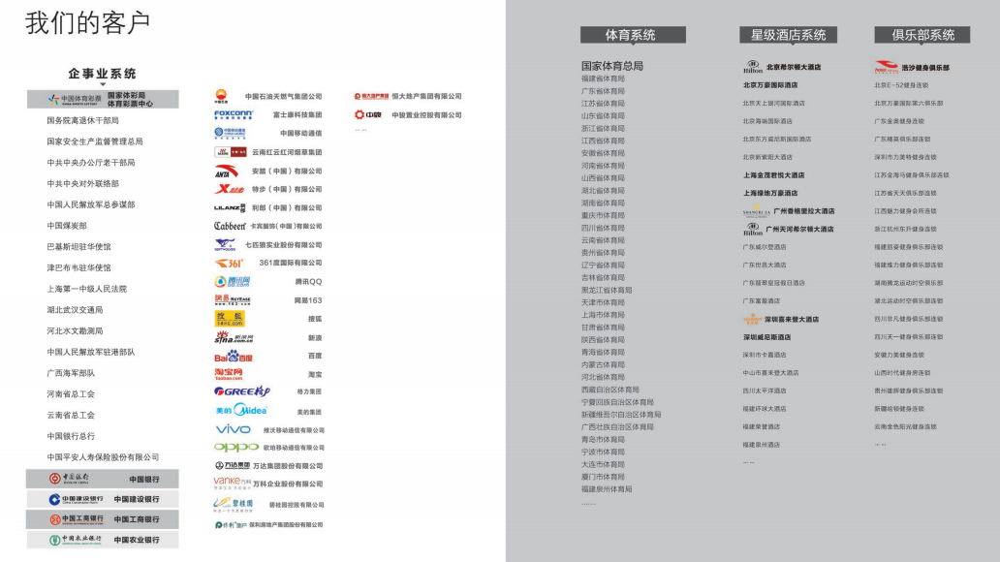 我们的客户
企事业系统
中国体育彩票
国家体彩局
体育彩票中心
国务院离退休干部局
国家安全生产监督管理总局
中共中央办公厅老干部局
中共中央对外联络部
中国人民解放军总参谋部
中国煤炭部
巴基斯坦驻华使馆
津巴布韦驻华使馆
上海第一中级人民法院
湖北武汉交通局
河北水文勘测局
中国人民解放军驻港部队
广西海军部队
河南省总工会
云南省总工会
中国银行总行
中国平安人寿保险股份有限公司
中国银行 中国银行
中国建设银行 中国建设银行
中国工商银行 中国工商银行
中国农业银行 中国农业银行
中国石油 中国石油天然气集团公司
FOXCONN 富士康科技集团
中国移动通信 中国移动通信
云南红云红河烟草集团
ANTA 安踏(中国)有限公司
特步(中国)有限公司
LILANZ 利郎(中国)有限公司
Cabbeen 卡宾服饰(中国)有限公司
SEPTWOLVES 七匹狼实业股份有限公司
361° 361度国际有限公司
腾讯网 QQ.com 腾讯QQ
网易 NETEASE www.163.com 网易163
搜狐 SOHU.com 搜狐
sina.com.cn 新浪
Bai百度 百度
淘宝网 Taobao.com 淘宝
GREE格力 格力集团
美的 Midea 美的集团
vivo 维沃移动通信有限公司
oppo 欧珀移动通信有限公司
万达集团 万达集团股份有限公司
vanke万科 万科企业股份有限公司
碧桂园 碧桂园控股有限公司
保利地产 保利房地产集团股份有限公司
恒大地产集团 恒大地产集团有限公司
中骏 中骏置业控股有限公司
... ...
体育系统
国家体育总局
福建省体育局
广东省体育局
江苏省体育局
山东省体育局
浙江省体育局
江西省体育局
安徽省体育局
河南省体育局
山西省体育局
湖北省体育局
湖南省体育局
重庆市体育局
四川省体育局
云南省体育局
贵州省体育局
辽宁省体育局
吉林省体育局
黑龙江省体育局
天津市体育局
上海市体育局
甘肃省体育局
陕西省体育局
青海省体育局
内蒙古体育局
河北省体育局
西藏自治区体育局
宁夏回族自治区体育局
新疆维吾尔自治区体育局
广西壮族自治区体育局
青岛市体育局
宁波市体育局
大连市体育局
厦门市体育局
福建泉州体育局
.......
星级酒店系统
Hilton 北京希尔顿大酒店
北京万豪国际酒店
北京天上银河国际酒店
北京海瑞国际酒店
北京东方威尼斯国际酒店
北京新紫阳大酒店
上海金茂君悦大酒店
上海绿地万豪酒店
SHANGRI-LA 广州香格里拉大酒店
Hilton 广州天河希尔顿大酒店
广东威尔登酒店
广东世昌大酒店
广东翡翠皇冠假日酒店
广东富盈酒店
深圳喜来登大酒店
深圳威尼斯酒店
深圳市卡嘉酒店
中山市喜来登大酒店
四川太平洋酒店
福建环球大酒店
福建荣誉酒店
福建泉州酒店
... ...
俱乐部系统
浩沙健身俱乐部
北京E-52健身
北京万豪国际第六俱乐部
广东金奥健身连锁
广东精英俱乐部连锁
深圳市力美特健身连锁
江苏金海马健身俱乐部连锁
江苏省天天俱乐部连锁
江西魅力健身会所连锁
浙江杭州东升健身连锁
福建丽姿健身俱乐部连锁
福建维力健身俱乐部连锁
湖南腾龙运动时空俱乐部
湖北运动时空俱乐部连锁
四川非凡健身俱乐部连锁
四川天一健身俱乐部连锁
安徽力美健身连锁
山西时代健身房连锁
贵州雄辉健身俱乐部连锁
新疆哈顿健身连锁
云南金色阳光健身连锁
... ...